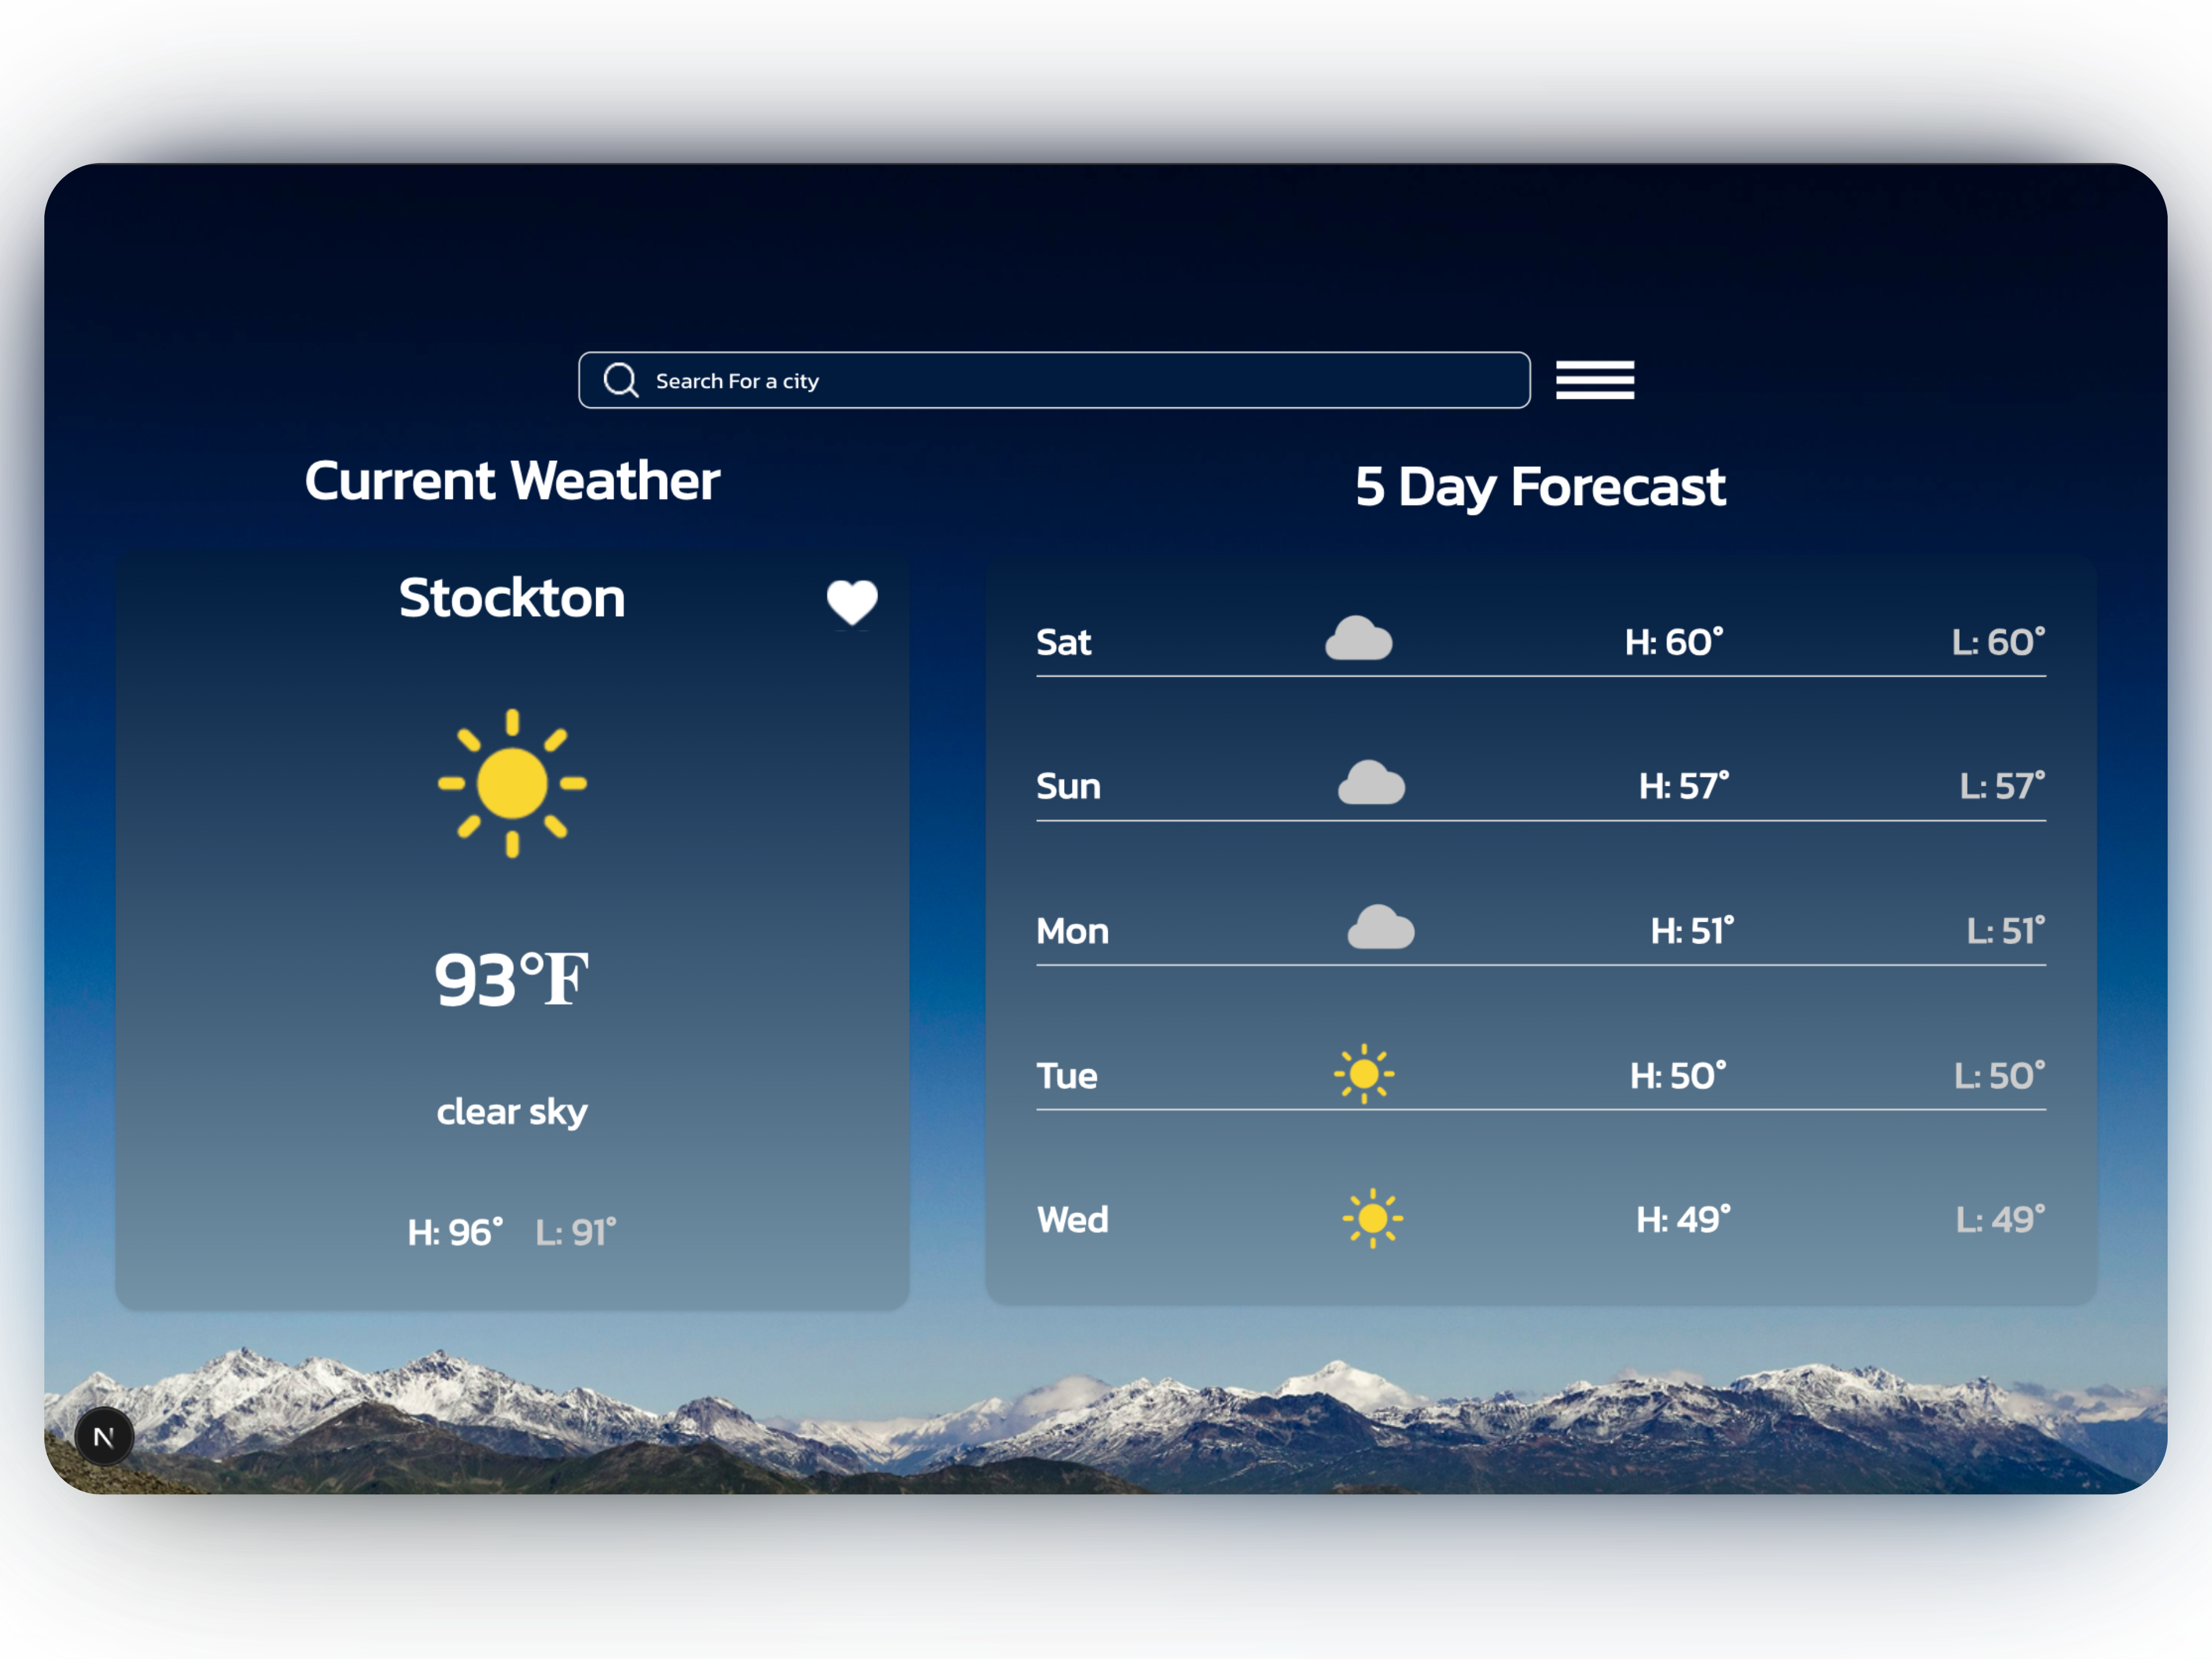 Search For a city
Current Weather
Stockton
93°F
clear sky
H: 96° L: 91°
5 Day Forecast
Sat H: 60° L: 60°
Sun H: 57° L: 57°
Mon H: 51° L: 51°
Tue H: 50° L: 50°
Wed H: 49° L: 49°
N